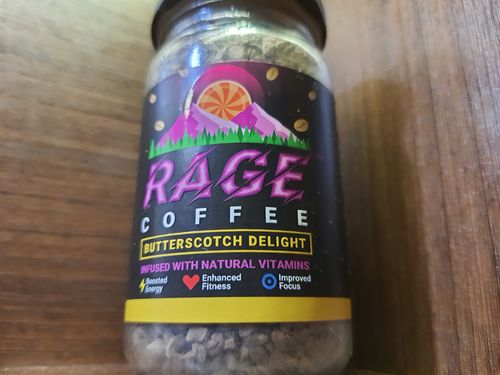 RAGE
COFFEE
BUTTERSCOTCH DELIGHT
INFUSED WITH NATURAL VITAMINS
Boosted Enhanced Improved
Energy Fitness Focus